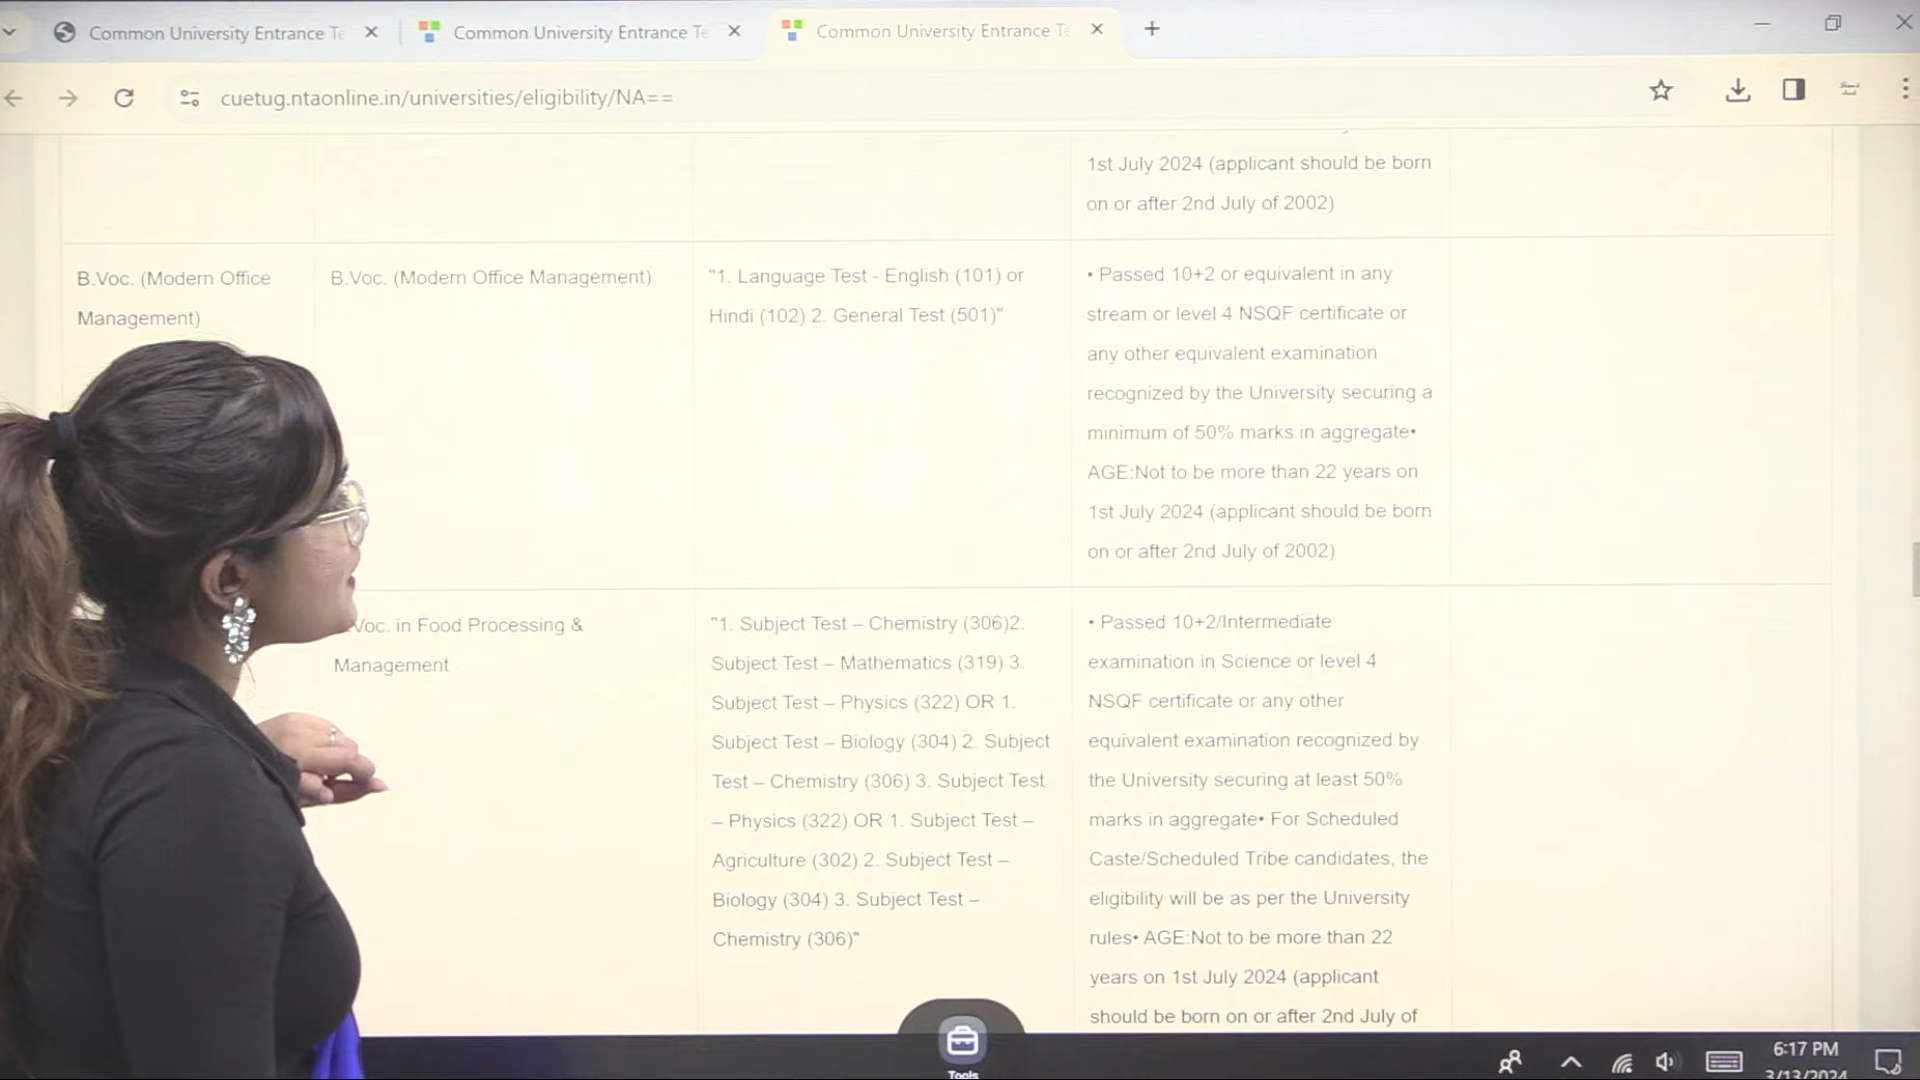 Common University Entrance Te
Common University Entrance Te
Common University Entrance Te
cuetug.ntaonline.in/universities/eligibility/NA==
1st July 2024 (applicant should be born
on or after 2nd July of 2002)
B.Voc. (Modern Office
Management)
B.Voc. (Modern Office Management)
"1. Language Test - English (101) or
Hindi (102) 2. General Test (501)"
• Passed 10+2 or equivalent in any
stream or level 4 NSQF certificate or
any other equivalent examination
recognized by the University securing a
minimum of 50% marks in aggregate•
AGE:Not to be more than 22 years on
1st July 2024 (applicant should be born
on or after 2nd July of 2002)
Voc. in Food Processing &
Management
"1. Subject Test – Chemistry (306)2.
Subject Test – Mathematics (319) 3.
Subject Test – Physics (322) OR 1.
Subject Test – Biology (304) 2. Subject
Test – Chemistry (306) 3. Subject Test
– Physics (322) OR 1. Subject Test –
Agriculture (302) 2. Subject Test –
Biology (304) 3. Subject Test –
Chemistry (306)"
• Passed 10+2/Intermediate
examination in Science or level 4
NSQF certificate or any other
equivalent examination recognized by
the University securing at least 50%
marks in aggregate• For Scheduled
Caste/Scheduled Tribe candidates, the
eligibility will be as per the University
rules• AGE:Not to be more than 22
years on 1st July 2024 (applicant
should be born on or after 2nd July of
Tools
6:17 PM
3/13/2024